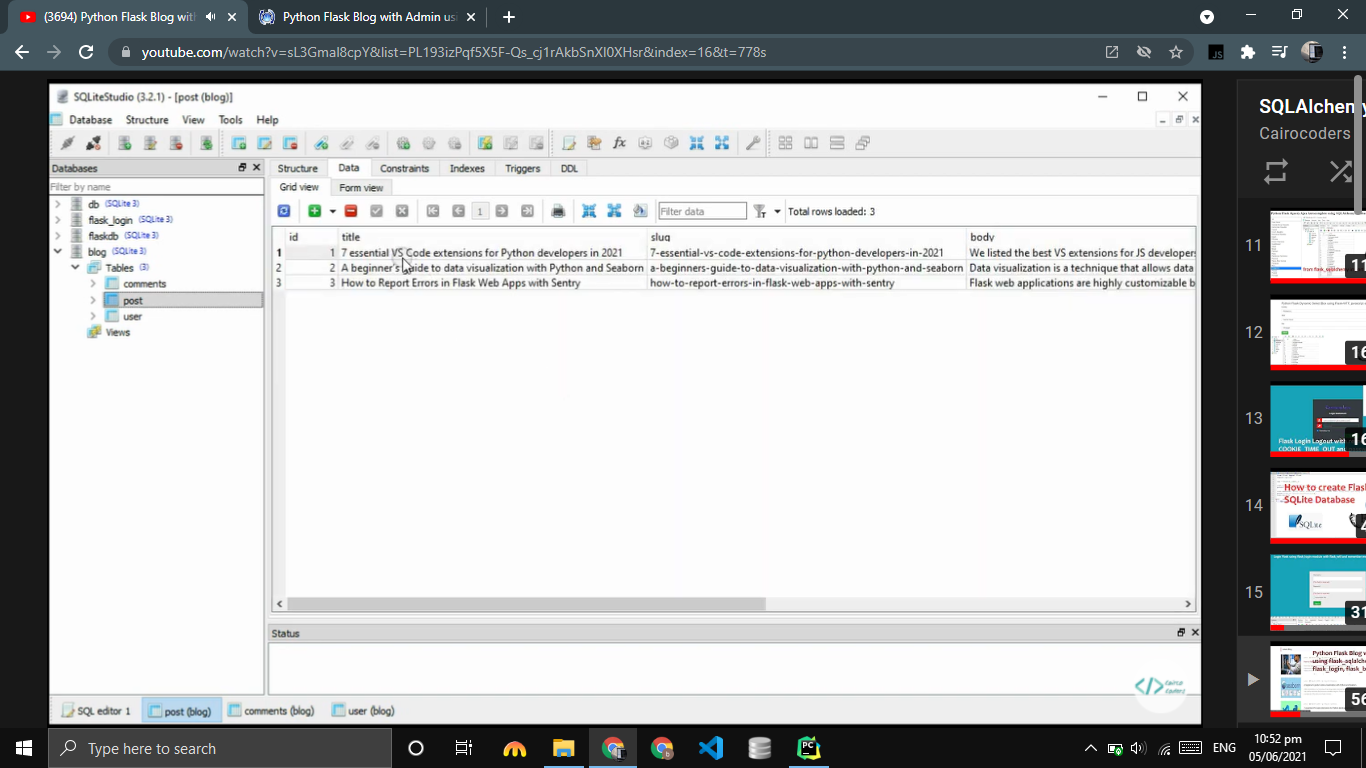 (3694) Python Flask Blog with
Python Flask Blog with Admin usi
youtube.com/watch?v=sL3Gmal8cpY&list=PL193izPqf5X5F-Qs_cj1rAkbSnXl0XHsr&index=16&t=778s
JS
SQLiteStudio (3.2.1) - [post (blog)]
Database Structure View Tools Help
Databases
Filter by name
db (SQLite 3)
flask_login (SQLite 3)
flaskdb (SQLite 3)
blog (SQLite 3)
Tables (3)
comments
post
user
Views
Structure Data Constraints Indexes Triggers DDL
Grid view Form view
1 Filter data Total rows loaded: 3
id title slug body
1 1 7 essential VS Code extensions for Python developers in 2021 7-essential-vs-code-extensions-for-python-developers-in-2021 We listed the best VS extensions for JS developers
2 2 A beginner's guide to data visualization with Python and Seaborn a-beginners-guide-to-data-visualization-with-python-and-seaborn Data visualization is a technique that allows data
3 3 How to Report Errors in Flask Web Apps with Sentry how-to-report-errors-in-flask-web-apps-with-sentry Flask web applications are highly customizable b
Status
SQL editor 1 post (blog) comments (blog) user (blog)
SQLAlchemy
Cairocoders
11
12
13
Flask Login Logout with
14
How to create Flas
SQLite Database
SQLite
15
31
Python Flask Blog w
using flask_sqlalche
flask_login, flask_b
56
Type here to search
PC
ENG
10:52 pm
05/06/2021